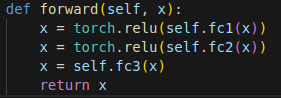 def forward(self, x):
    x = torch.relu(self.fc1(x))
    x = torch.relu(self.fc2(x))
    x = self.fc3(x)
    return x